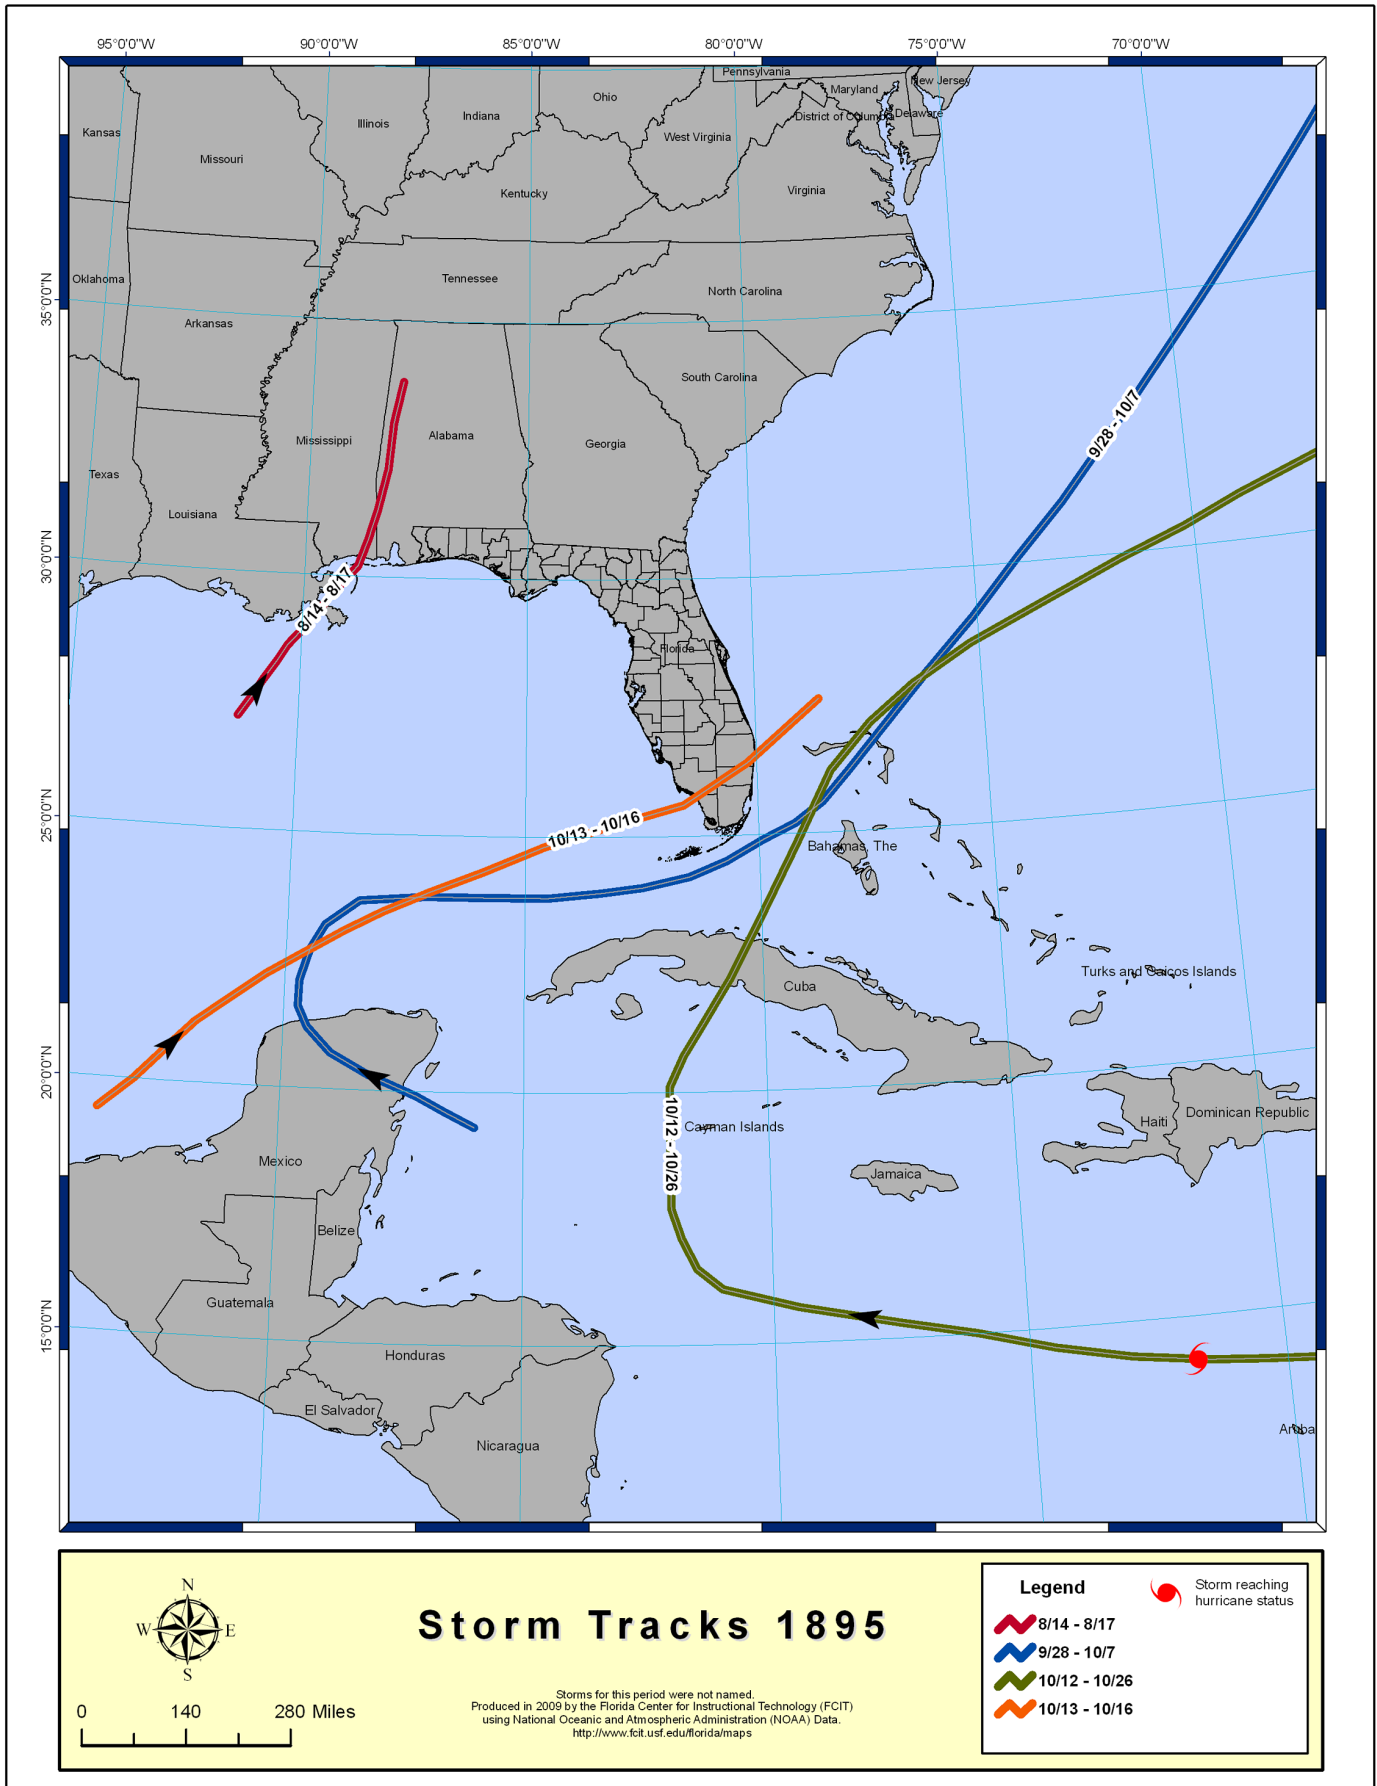 95°0'0"W 90°0'0"W 85°0'0"W 80°0'0"W 75°0'0"W 70°0'0"W
Pennsylvania
New Jersey
Maryland
Ohio
Indiana
Illinois
District of Columbia
Delaware
Kansas
West Virginia
Missouri
Kentucky
Virginia
Oklahoma
Tennessee
North Carolina
35°0'0"N
Arkansas
South Carolina
9/28 - 10/7
Mississippi
Alabama
Georgia
Texas
Louisiana
30°0'0"N
8/14 - 8/17
Florida
25°0'0"N
10/13 - 10/16
Bahamas, The
Turks and Caicos Islands
Cuba
20°0'0"N
Dominican Republic
Haiti
Cayman Islands
10/12 - 10/26
Mexico
Jamaica
Belize
Guatemala
15°0'0"N
Honduras
El Salvador
Aruba
Nicaragua
N
W E
S
0 140 280 Miles
Storm Tracks 1895
Storms for this period were not named.
Produced in 2009 by the Florida Center for Instructional Technology (FCIT)
using National Oceanic and Atmospheric Administration (NOAA) Data.
http://www.fcit.usf.edu/florida/maps
Legend
8/14 - 8/17
9/28 - 10/7
10/12 - 10/26
10/13 - 10/16
Storm reaching
hurricane status